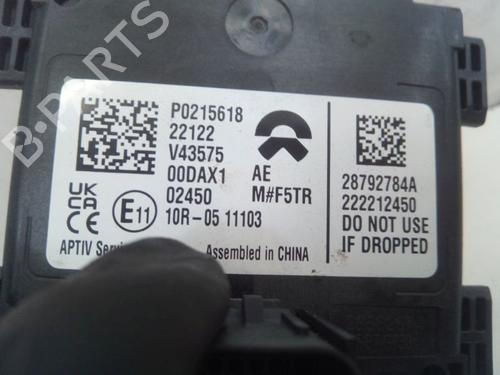 P0215618
22122
V43575
00DAX1 AE
02450 M#F5TR
UK
CA
CE
E11
10R-05 11103
APTIV Servi
Assembled in CHINA
28792784A
222212450
DO NOT USE
IF DROPPED
B-PARTS